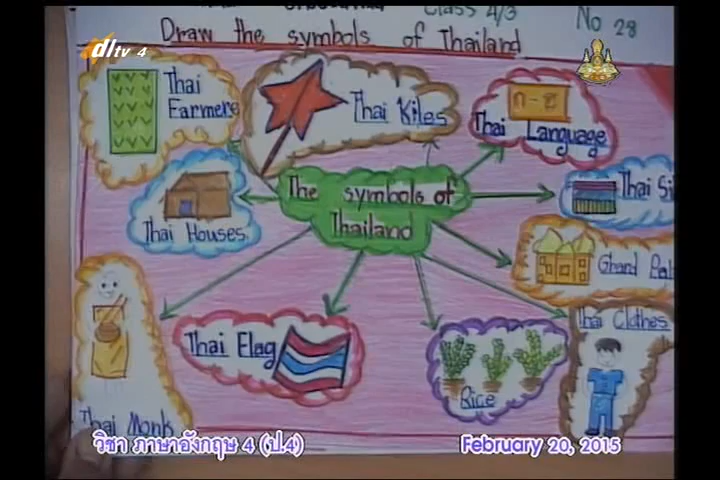 Class 4/3
No 28
Draw the symbols of Thailand
dltv 4
Thai
Farmers
Thai Kites
ก-ฮ
Thai Language
The symbols of
Thailand
Thai Houses
Thai Si
Grand Pal
Thai Clothes
Thai Flag
Rice
Thai Monk
วิชา ภาษาอังกฤษ 4 (ป.4)
February 20, 2015